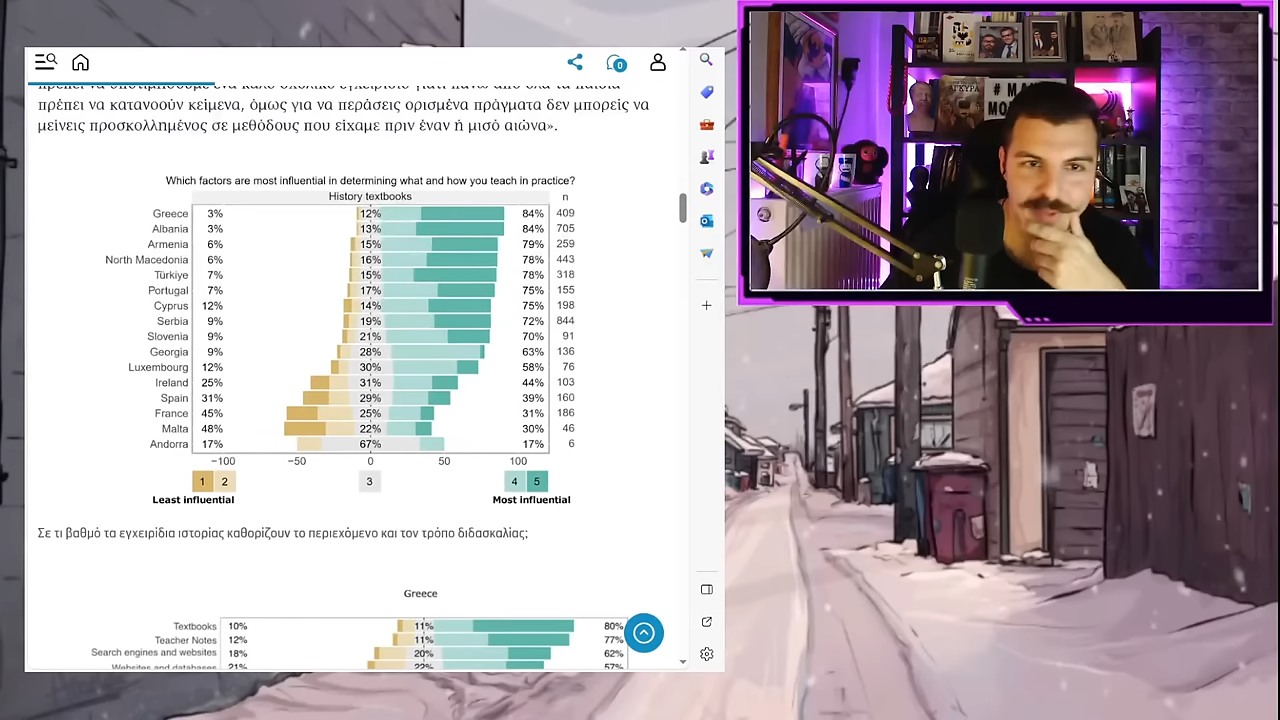 0
πρέπει να κατανοούν κείμενα, όμως για να περάσεις ορισμένα πράγματα δεν μπορείς να
μείνεις προσκολλημένος σε μεθόδους που είχαμε πριν έναν ή μισό αιώνα».
Which factors are most influential in determining what and how you teach in practice?
History textbooks n
Greece 3% 12% 84% 409
Albania 3% 13% 84% 705
Armenia 6% 15% 79% 259
North Macedonia 6% 16% 78% 443
Türkiye 7% 15% 78% 318
Portugal 7% 17% 75% 155
Cyprus 12% 14% 75% 198
Serbia 9% 19% 72% 844
Slovenia 9% 21% 70% 91
Georgia 9% 28% 63% 136
Luxembourg 12% 30% 58% 76
Ireland 25% 31% 44% 103
Spain 31% 29% 39% 160
France 45% 25% 31% 186
Malta 48% 22% 30% 46
Andorra 17% 67% 17% 6
−100 −50 0 50 100
1 2 3 4 5
Least influential Most influential
Σε τι βαθμό τα εγχειρίδια ιστορίας καθορίζουν το περιεχόμενο και τον τρόπο διδασκαλίας;
Greece
Textbooks 10% 11% 80%
Teacher Notes 12% 11% 77%
Search engines and websites 18% 20% 62%
Websites and databases 21% 22% 57%
ΑΓΚΥΡΑ